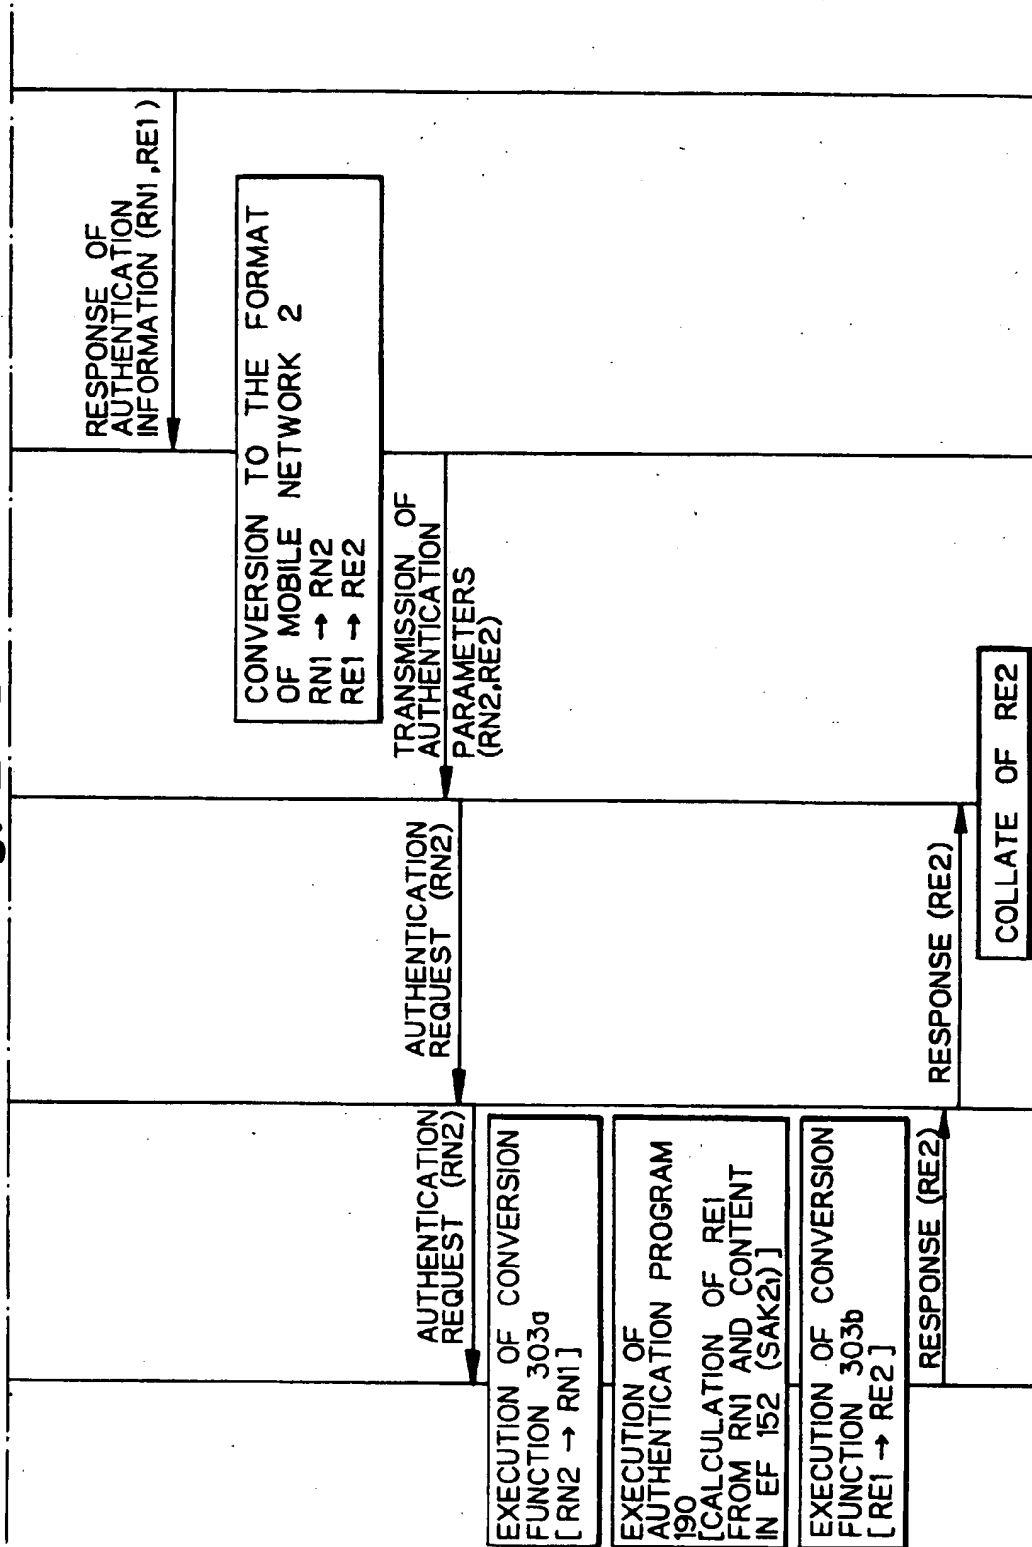 RESPONSE OF
AUTHENTICATION
INFORMATION (RN1,RE1)
CONVERSION TO THE FORMAT
OF MOBILE NETWORK 2
RN1 → RN2
RE1 → RE2
TRANSMISSION OF
AUTHENTICATION
PARAMETERS
(RN2,RE2)
AUTHENTICATION
REQUEST (RN2)
AUTHENTICATION
REQUEST (RN2)
EXECUTION OF CONVERSION
FUNCTION 303a
[RN2 → RN1]
EXECUTION OF
AUTHENTICATION PROGRAM
190
[CALCULATION OF RE1
FROM RN1 AND CONTENT
IN EF 152 (SAK21)]
EXECUTION OF CONVERSION
FUNCTION 303b
[RE1 → RE2]
RESPONSE (RE2)
RESPONSE (RE2)
COLLATE OF RE2